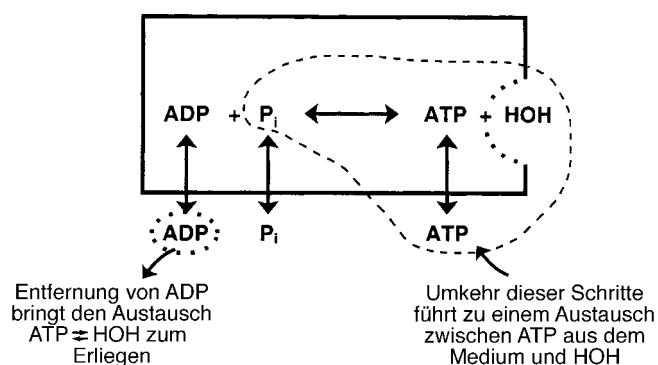 ADP + Pi ⟷ ATP + HOH
ADP Pi ATP
Entfernung von ADP
bringt den Austausch
ATP ⇄ HOH zum
Erliegen
Umkehr dieser Schritte
führt zu einem Austausch
zwischen ATP aus dem
Medium und HOH